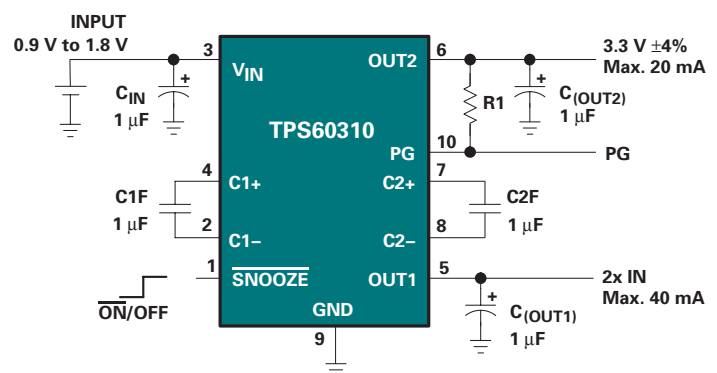 INPUT
0.9 V to 1.8 V
3
6
3.3 V ±4%
Max. 20 mA
VIN
OUT2
CIN
1 µF
+
R1
+
C(OUT2)
1 µF
TPS60310
10
PG
PG
4
7
C1F
C1+
C2+
C2F
1 µF
1 µF
2
8
C1−
C2−
1
5
SNOOZE
OUT1
2x IN
Max. 40 mA
ON/OFF
+
C(OUT1)
1 µF
GND
9